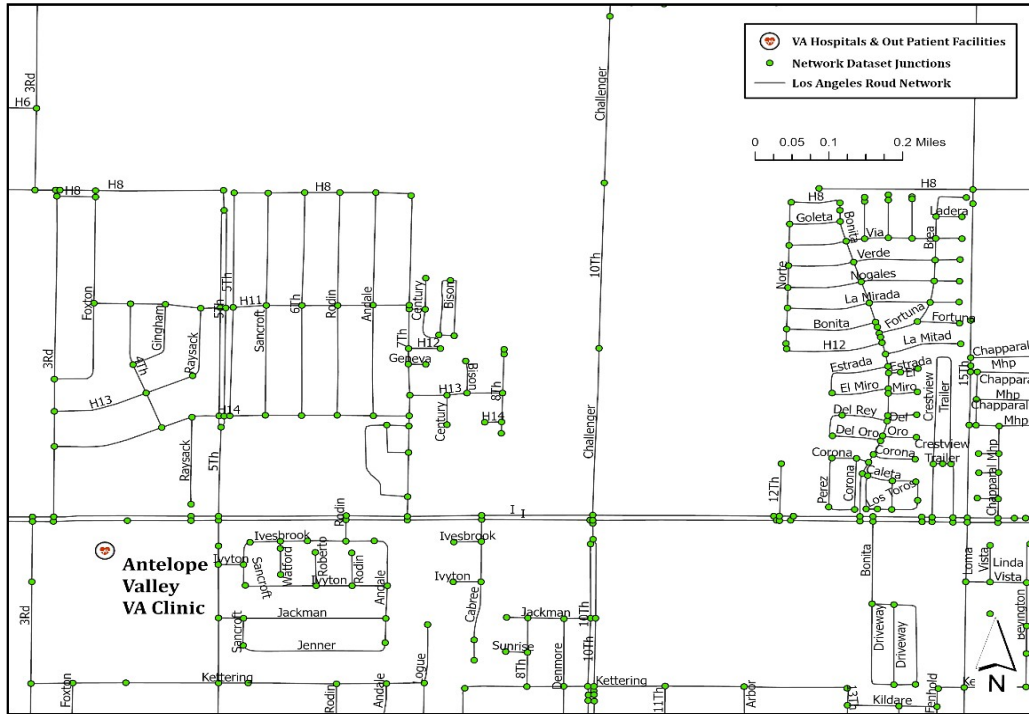 VA Hospitals & Out Patient Facilities
Network Dataset Junctions
Los Angeles Roud Network
0 0.05 0.1 0.2 Miles
3Rd
H6
Challenger
10Th
H8
H8
H8
H8
H8
Foxton
Gingham
Raysack
4Th
3Rd
H13
5Th
5Th
H11
Sancroft
6Th
Rodin
Andale
7Th
Century
Bison
H12
Geneva
Bison
H13
8Th
Century
H14
H14
Raysack
5Th
Challenger
Goleta
Bonita
Via
Brea
Ladera
Verde
Norte
Nogales
La Mirada
Fortuna
Fortuna
Bonita
H12
La Mitad
Estrada
Estrada
El
El Miro
Miro
Crestview
Trailer
15Th
Chapparal
Mhp
Chapparal
Mhp
Chapparal
Mhp
Del Rey
Del
Del Oro
Oro
Corona
Corona
Crestview
Trailer
Perez
Corona
Caleta
Los Toros
Chapparal Mhp
12Th
Rodin
I
I
Antelope
Valley
VA Clinic
Ivesbrook
Ivyton
Sancroft
Watford
Roberto
Rodin
Ivyton
Andale
Ivesbrook
Ivyton
Cabree
Jackman
Sancroft
Jenner
Jackman
Sunrise
8Th
Denmore
10Th
10Th
Logue
3Rd
Kettering
Foxton
Rodin
Andale
Kettering
11Th
Arbor
13Th
Kildare
Fenhold
Bonita
Driveway
Driveway
Loma
Vista
Linda
Vista
Bevington
N